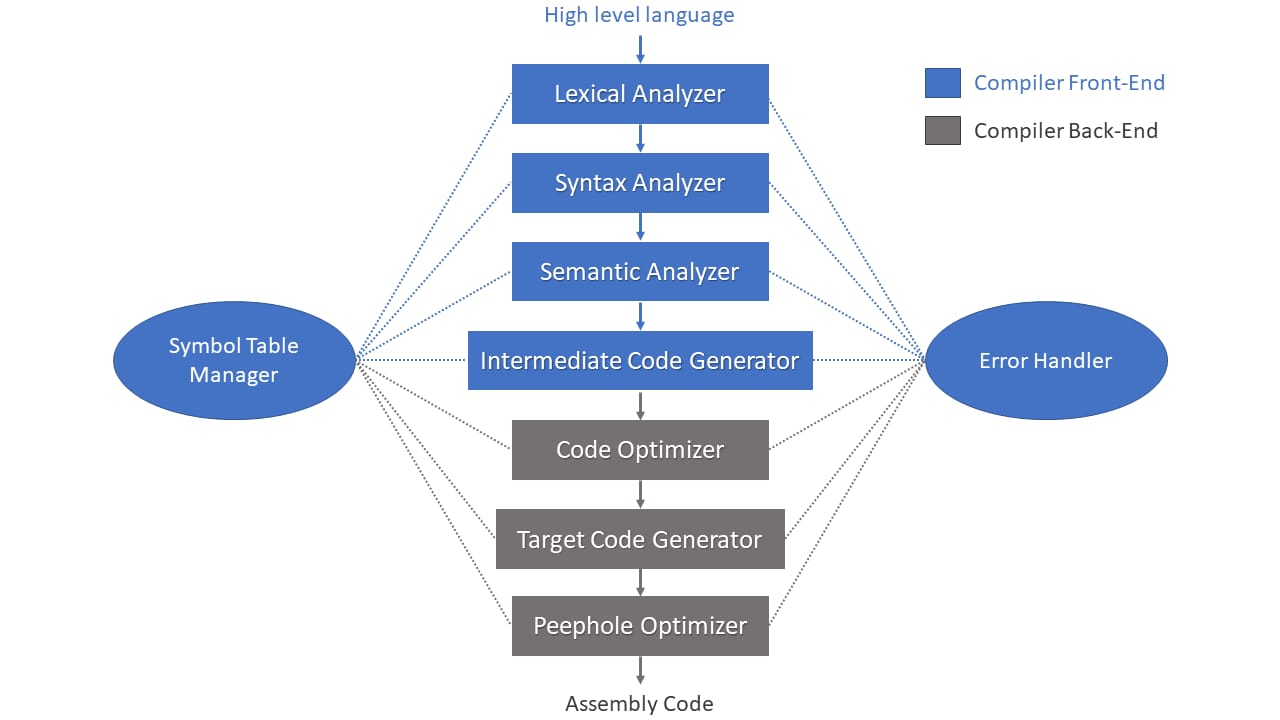 High level language
Lexical Analyzer
Compiler Front-End
Compiler Back-End
Syntax Analyzer
Semantic Analyzer
Symbol Table
Manager
Intermediate Code Generator
Error Handler
Code Optimizer
Target Code Generator
Peephole Optimizer
Assembly Code